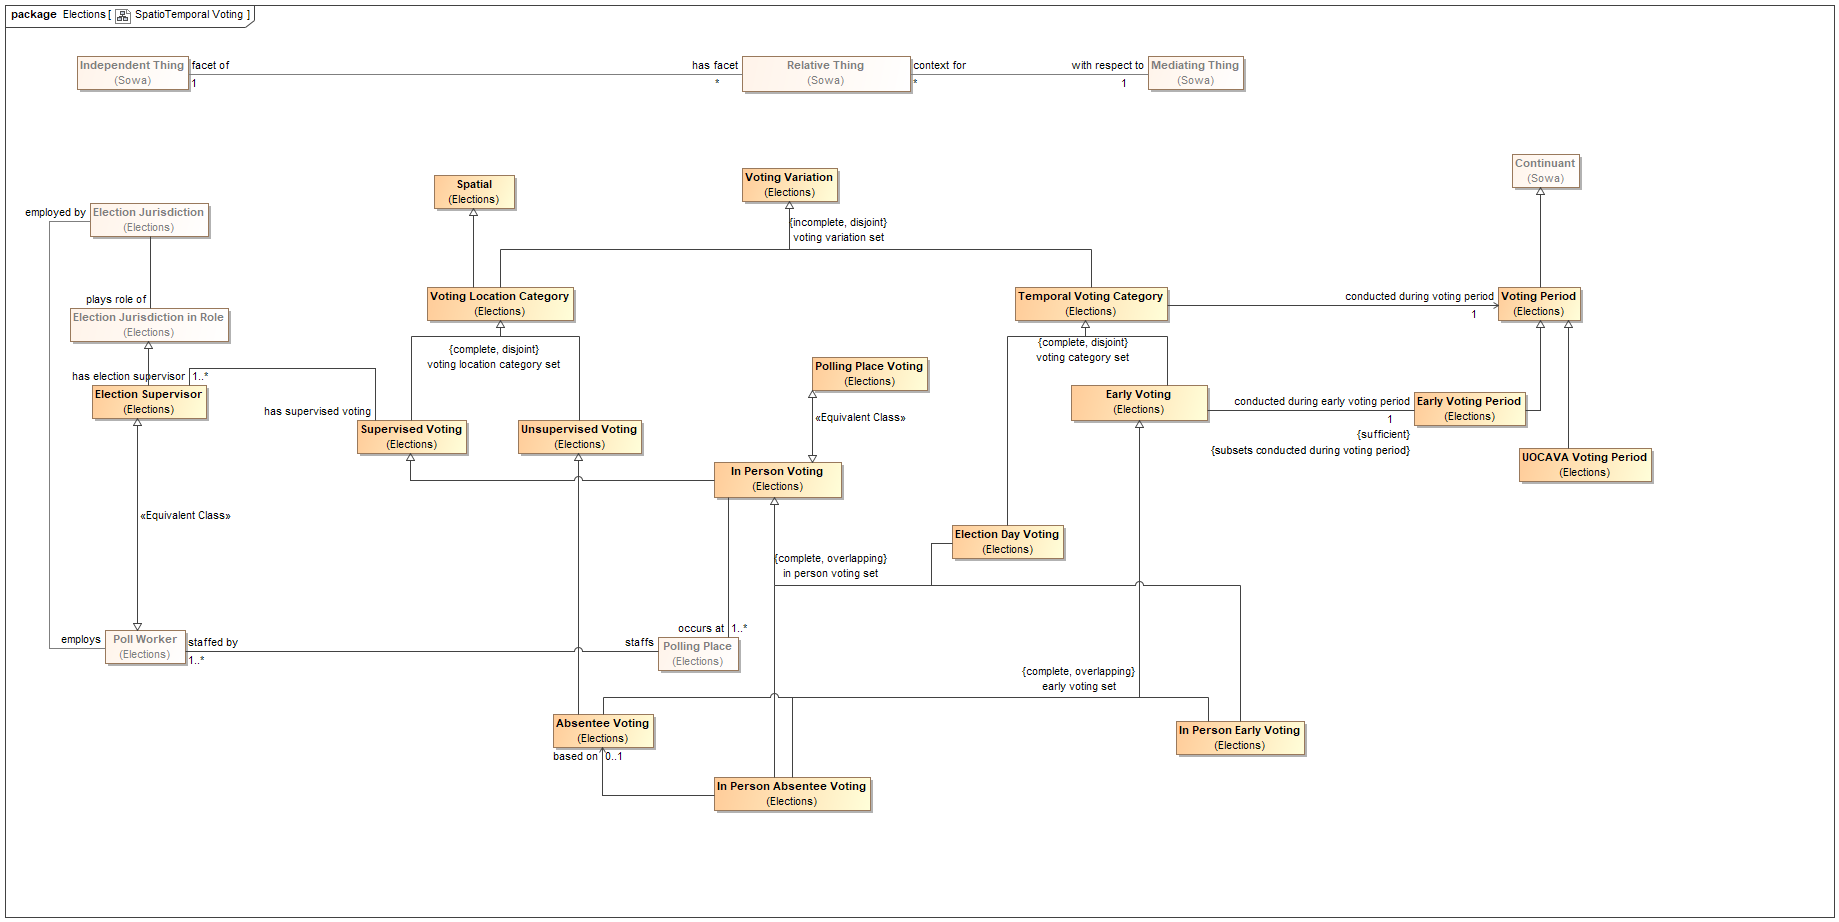 package Elections [ SpatioTemporal Voting ]
Independent Thing
(Sowa)
facet of
1
has facet
*
Relative Thing
(Sowa)
context for
*
with respect to
1
Mediating Thing
(Sowa)
Continuant
(Sowa)
Voting Variation
(Elections)
Spatial
(Elections)
employed by
Election Jurisdiction
(Elections)
{incomplete, disjoint}
voting variation set
plays role of
Election Jurisdiction in Role
(Elections)
Voting Location Category
(Elections)
Temporal Voting Category
(Elections)
conducted during voting period
1
Voting Period
(Elections)
{complete, disjoint}
voting location category set
{complete, disjoint}
voting category set
Polling Place Voting
(Elections)
has election supervisor
1..*
Election Supervisor
(Elections)
Early Voting
(Elections)
conducted during early voting period
1
{sufficient}
{subsets conducted during voting period}
Early Voting Period
(Elections)
has supervised voting
«Equivalent Class»
Supervised Voting
(Elections)
Unsupervised Voting
(Elections)
UOCAVA Voting Period
(Elections)
In Person Voting
(Elections)
«Equivalent Class»
Election Day Voting
(Elections)
{complete, overlapping}
in person voting set
employs
Poll Worker
(Elections)
staffed by
1..*
staffs
occurs at
1..*
Polling Place
(Elections)
{complete, overlapping}
early voting set
Absentee Voting
(Elections)
based on
0..1
In Person Early Voting
(Elections)
In Person Absentee Voting
(Elections)